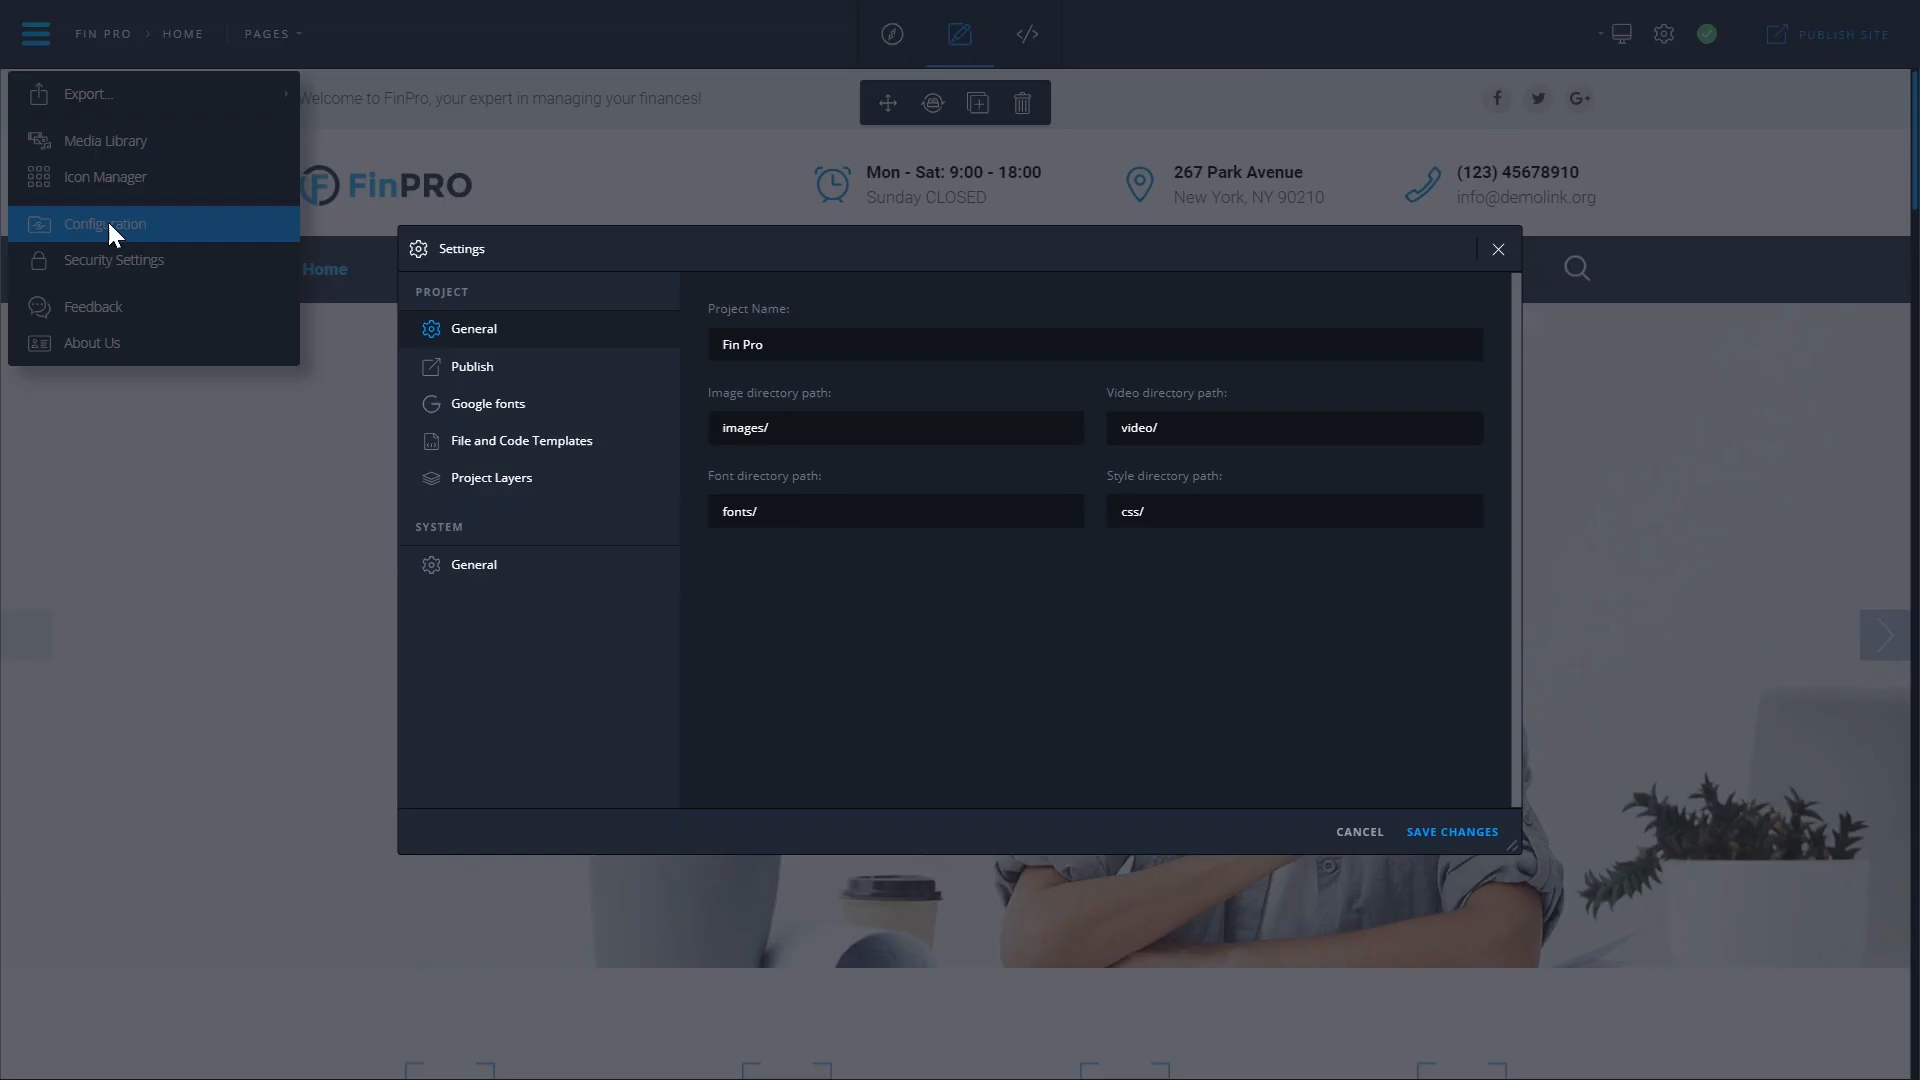 FIN PRO > HOME
PAGES
PUBLISH SITE
Export...
Media Library
Icon Manager
Configuration
Security Settings
Feedback
About Us
Welcome to FinPro, your expert in managing your finances!
FinPRO
Mon - Sat: 9:00 - 18:00
Sunday CLOSED
267 Park Avenue
New York, NY 90210
(123) 45678910
info@demolink.org
Home
Settings
PROJECT
General
Publish
Google fonts
File and Code Templates
Project Layers
SYSTEM
General
Project Name:
Fin Pro
Image directory path:
Video directory path:
images/
video/
Font directory path:
Style directory path:
fonts/
css/
CANCEL
SAVE CHANGES